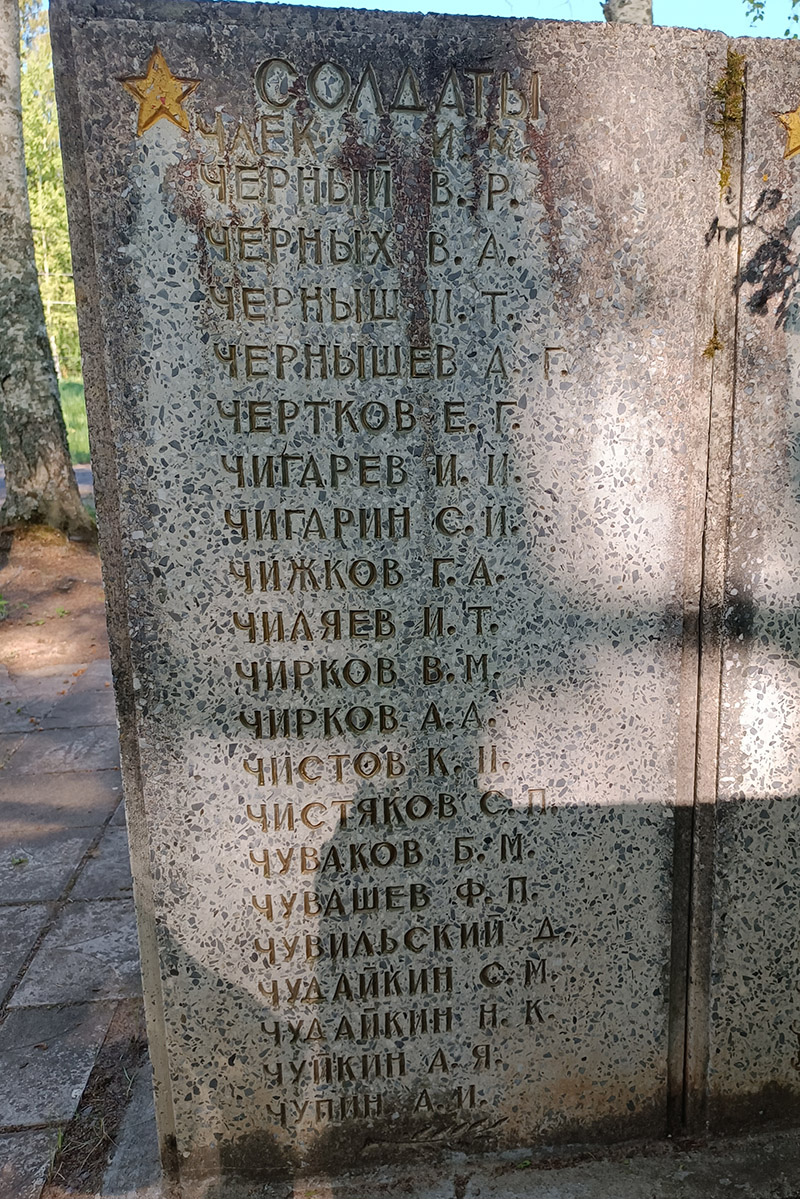 СОЛДАТЫ
ЧЛЕК И. М.
ЧЕРНЫЙ В. Р.
ЧЕРНЫХ В. А.
ЧЕРНЫШ И. Т.
ЧЕРНЫШЕВ А. Г.
ЧЕРТКОВ Е. Г.
ЧИГАРЕВ И. И.
ЧИГАРИН С. И.
ЧИЖКОВ Г. А.
ЧИЛЯЕВ И. Т.
ЧИРКОВ В. М.
ЧИРКОВ А. А.
ЧИСТОВ К.
ЧИСТЯКОВ С. П.
ЧУВАКОВ Б. М.
ЧУВАШЕВ Ф. П.
ЧУВИЛЬСКИЙ Д.
ЧУДАЙКИН С. М.
ЧУДАЙКИН Н. К.
ЧУЙКИН А. Я.
ЧУПИН А. И.